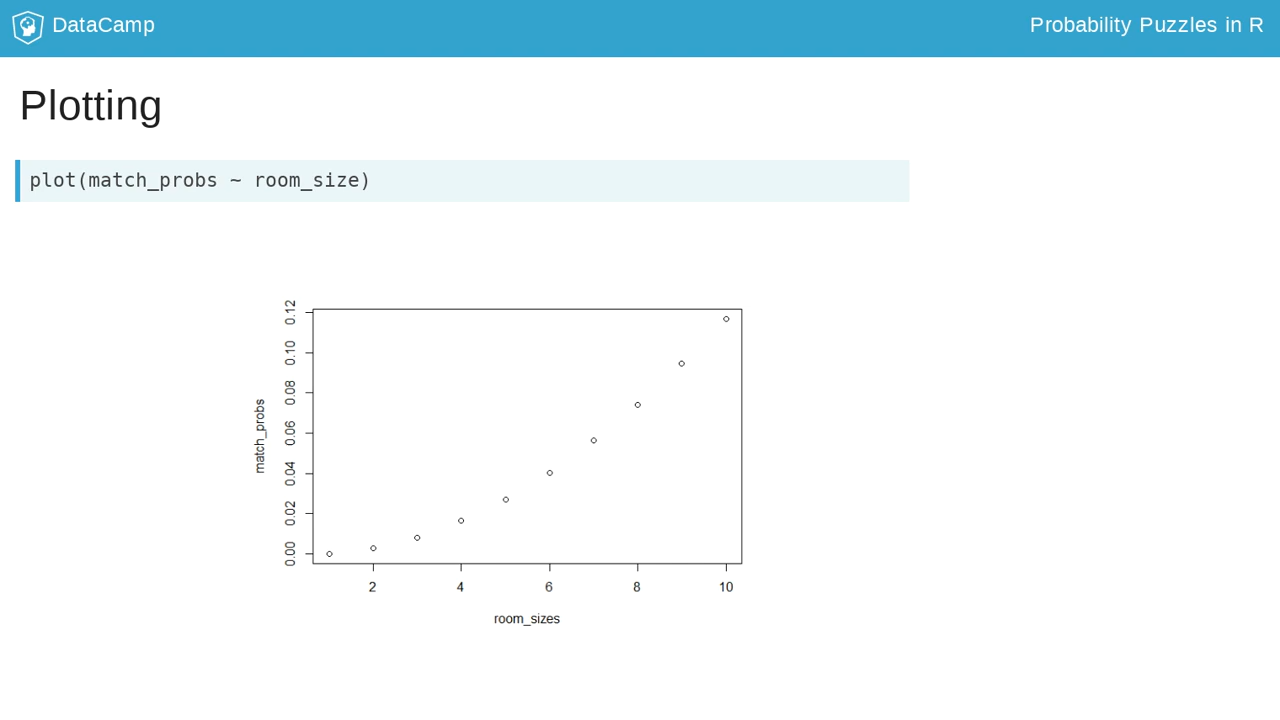 DataCamp
Probability Puzzles in R
Plotting
plot(match_probs ~ room_size)
0.12
0.10
0.08
0.06
0.04
0.02
0.00
match_probs
2 4 6 8 10
room_sizes